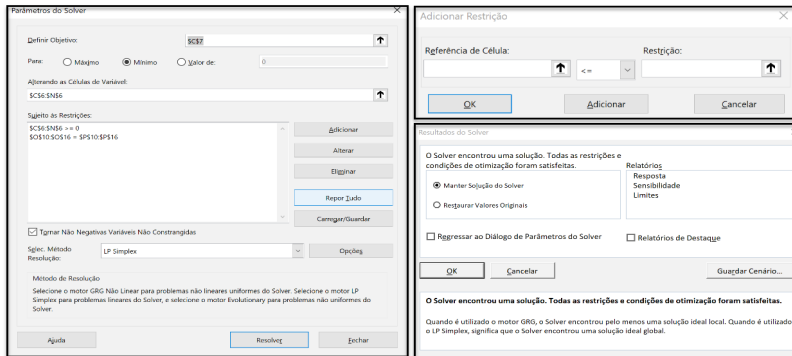 Parâmetros do Solver
Definir Objetivo:
$C$7
Para:
Máximo
Mínimo
Valor de:
0
Alterando as Células de Variável:
$C$6:$N$6
Sujeito às Restrições:
$C$6:$N$6 >= 0
$O$10:$O$16 = $P$10:$P$16
Adicionar
Alterar
Eliminar
Repor Tudo
Carregar/Guardar
Tornar Não Negativas Variáveis Não Constrangidas
Selec. Método
Resolução:
LP Simplex
Opções
Método de Resolução
Selecione o motor GRG Não Linear para problemas não lineares uniformes do Solver. Selecione o motor LP
Simplex para problemas lineares do Solver, e selecione o motor Evolutionary para problemas não uniformes do
Solver.
Ajuda
Resolver
Fechar
Adicionar Restrição
Referência de Célula:
Restrição:
<=
OK
Adicionar
Cancelar
Resultados do Solver
O Solver encontrou uma solução. Todas as restrições e
condições de otimização foram satisfeitas.
Relatórios
Resposta
Sensibilidade
Limites
Manter Solução do Solver
Restaurar Valores Originais
Regressar ao Diálogo de Parâmetros do Solver
Relatórios de Destaque
OK
Cancelar
Guardar Cenário...
O Solver encontrou uma solução. Todas as restrições e condições de otimização foram satisfeitas.
Quando é utilizado o motor GRG, o Solver encontrou pelo menos uma solução ideal local. Quando é utilizado
o LP Simplex, significa que o Solver encontrou uma solução ideal global.